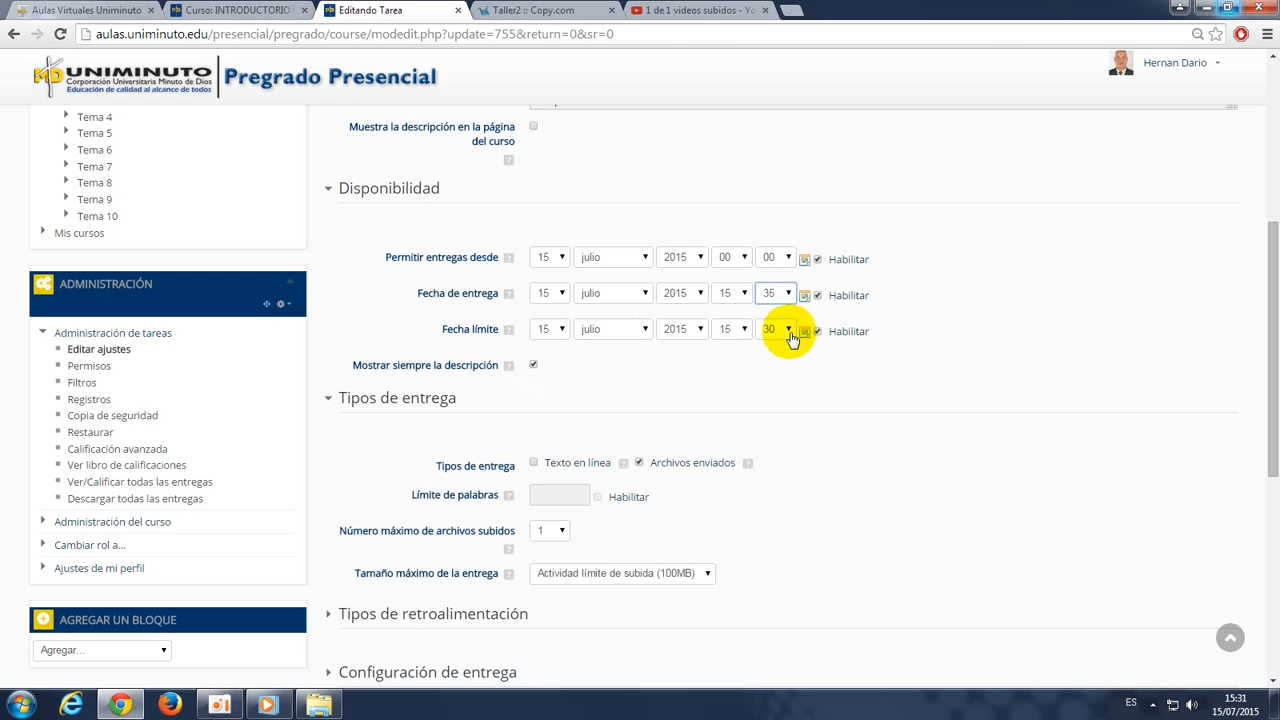 Aulas Virtuales Uniminuto
Curso: INTRODUCTORIO
Editando Tarea
Taller2 :: Copy.com
1 de1 videos subidos - Yo
aulas.uniminuto.edu/presencial/pregrado/course/modedit.php?update=755&return=0&sr=0
UNIMINUTO
Corporación Universitaria Minuto de Dios
Educación de calidad al alcance de todos
Pregrado Presencial
Hernan Dario
Tema 4
Tema 5
Tema 6
Tema 7
Tema 8
Tema 9
Tema 10
Mis cursos
ADMINISTRACIÓN
Administración de tareas
Editar ajustes
Permisos
Filtros
Registros
Copia de seguridad
Restaurar
Calificación avanzada
Ver libro de calificaciones
Ver/Calificar todas las entregas
Descargar todas las entregas
Administración del curso
Cambiar rol a...
Ajustes de mi perfil
AGREGAR UN BLOQUE
Agregar...
Muestra la descripción en la página
del curso
Disponibilidad
Permitir entregas desde 15 julio 2015 00 00 Habilitar
Fecha de entrega 15 julio 2015 15 35 Habilitar
Fecha límite 15 julio 2015 15 30 Habilitar
Mostrar siempre la descripción
Tipos de entrega
Tipos de entrega Texto en línea Archivos enviados
Límite de palabras Habilitar
Número máximo de archivos subidos 1
Tamaño máximo de la entrega Actividad límite de subida (100MB)
Tipos de retroalimentación
Configuración de entrega
ES
15:31
15/07/2015